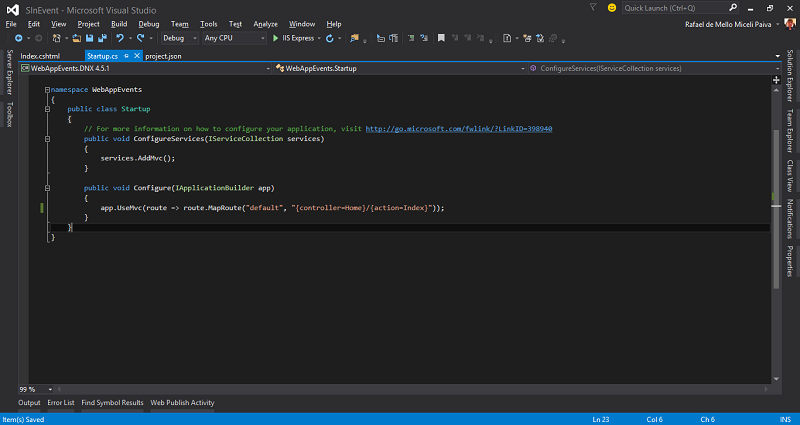 SInEvent - Microsoft Visual Studio
Quick Launch (Ctrl+Q)
File Edit View Project Build Debug Team Tools Test Analyze Window Help
Rafael de Mello Miceli Paiva
Debug Any CPU IIS Express
Index.cshtml Startup.cs project.json
WebAppEvents.DNX 4.5.1 WebAppEvents.Startup ConfigureServices(IServiceCollection services)
Server Explorer
Toolbox
namespace WebAppEvents
{
public class Startup
{
// For more information on how to configure your application, visit http://go.microsoft.com/fwlink/?LinkID=398940
public void ConfigureServices(IServiceCollection services)
{
services.AddMvc();
}
public void Configure(IApplicationBuilder app)
{
app.UseMvc(route => route.MapRoute("default", "{controller=Home}/{action=Index}"));
}
}
}
Solution Explorer
Team Explorer
Class View
Notifications
Properties
99 %
Output Error List Find Symbol Results Web Publish Activity
Item(s) Saved Ln 23 Col 6 Ch 6 INS